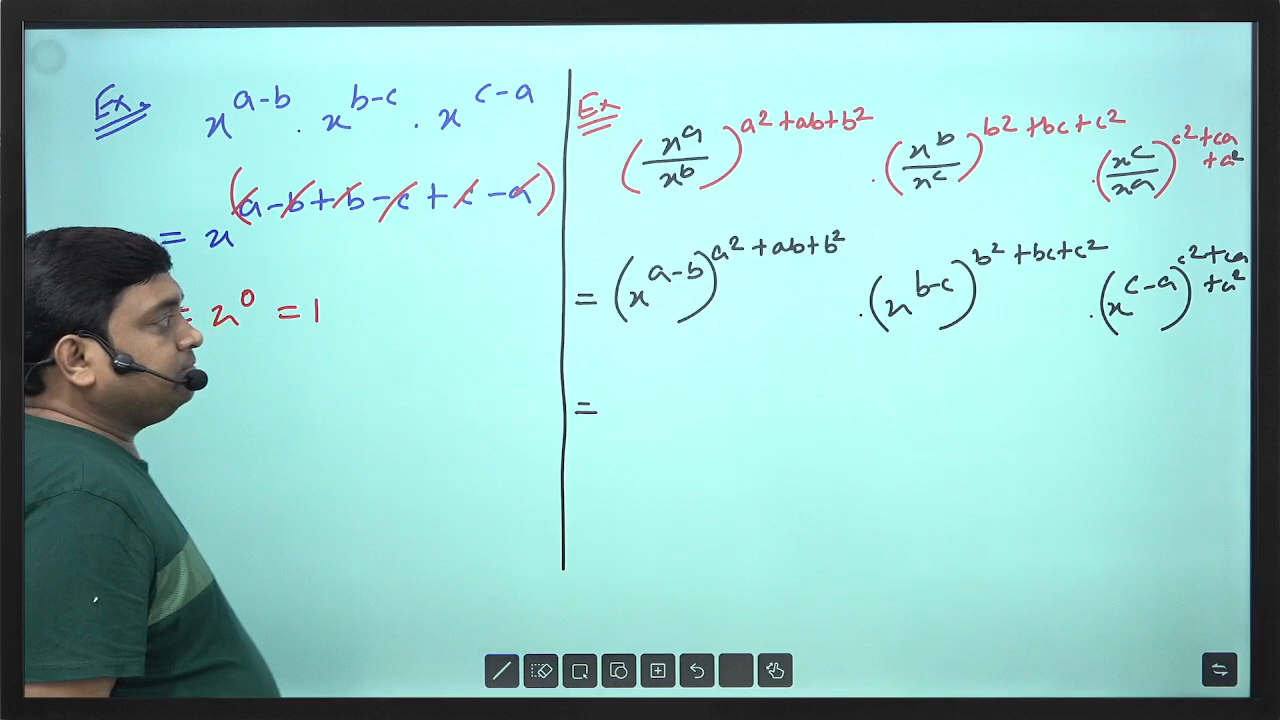 Ex. x^{a-b} . x^{b-c} . x^{c-a}
= x^{(a-b+b-c+c-a)}
= x^0 = 1
Ex (x^a/x^b)^{a²+ab+b²} . (x^b/x^c)^{b²+bc+c²} . (x^c/x^a)^{c²+ca+a²}
= (x^{a-b})^{a²+ab+b²} . (x^{b-c})^{b²+bc+c²} . (x^{c-a})^{c²+ca+a²}
=